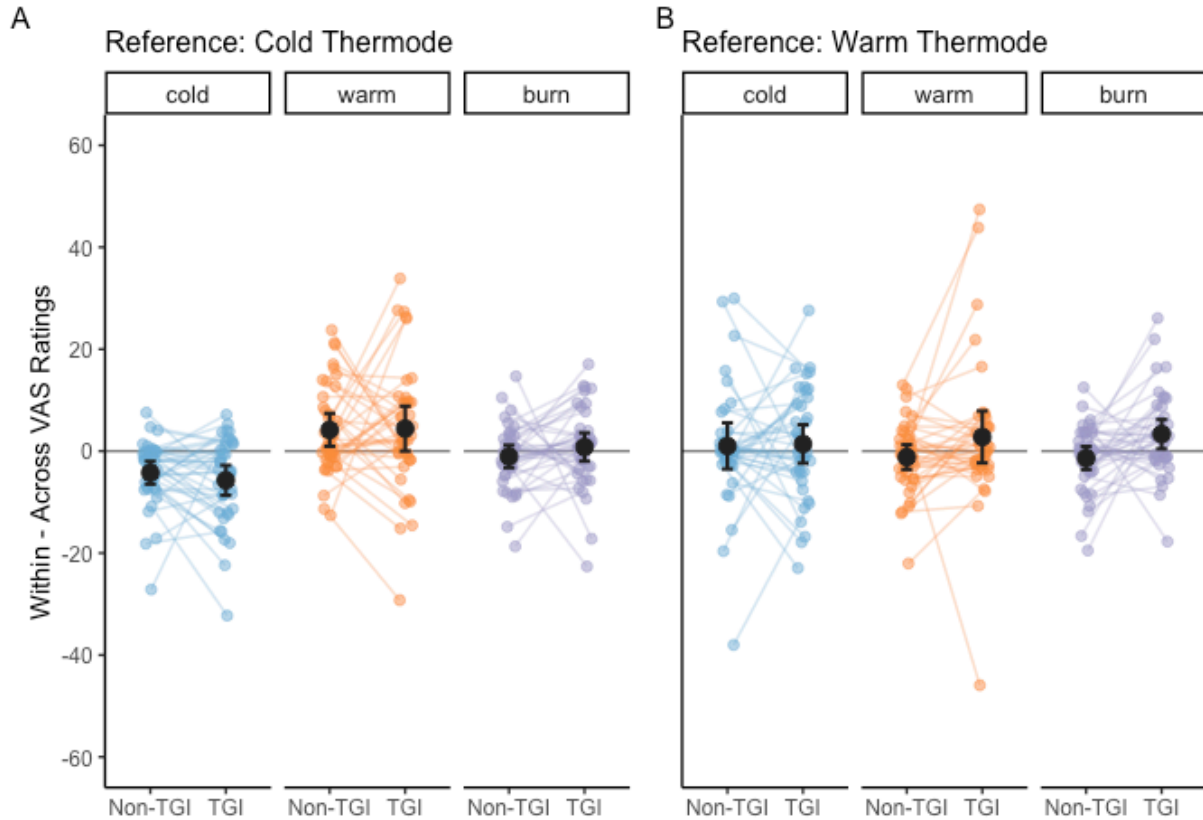 A
Reference: Cold Thermode
cold
warm
burn
Within - Across VAS Ratings
60
40
20
0
-20
-40
-60
Non-TGI
TGI
Non-TGI
TGI
Non-TGI
TGI
B
Reference: Warm Thermode
cold
warm
burn
Non-TGI
TGI
Non-TGI
TGI
Non-TGI
TGI